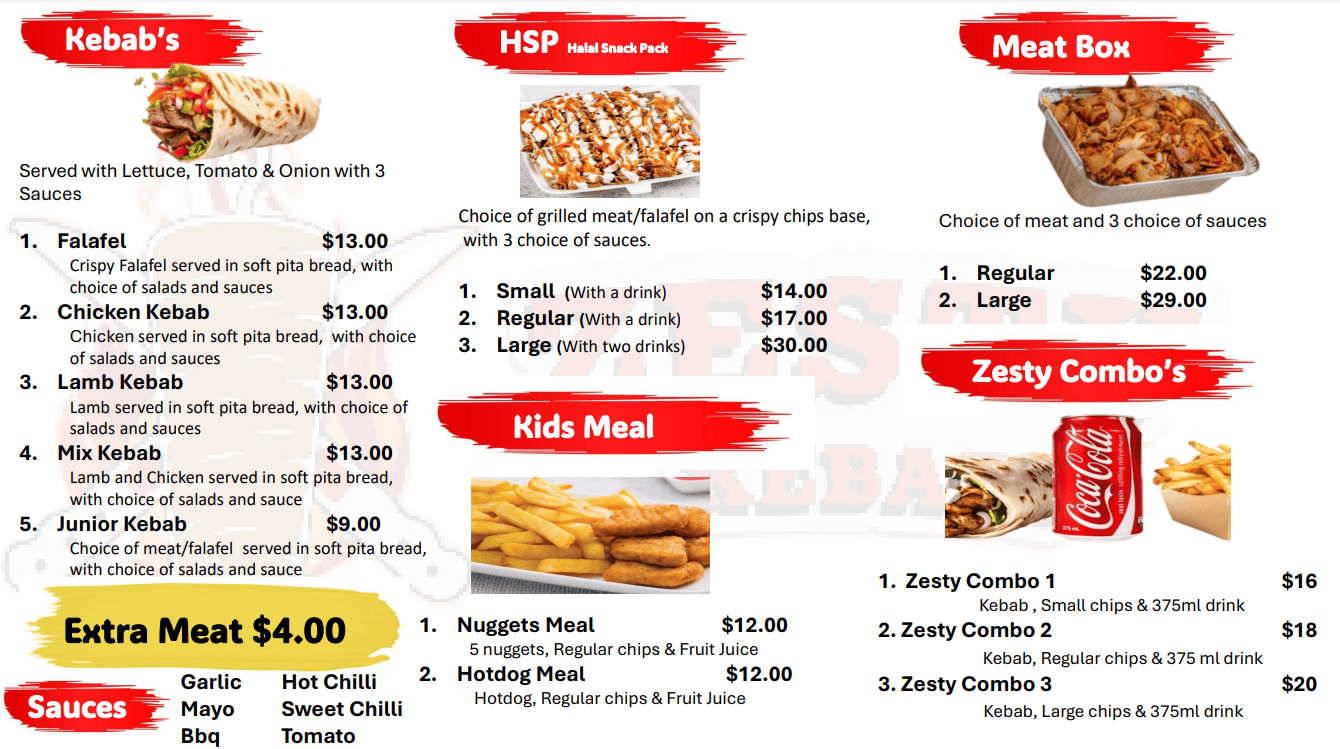 Kebab's
Served with Lettuce, Tomato & Onion with 3
Sauces
1. Falafel $13.00
Crispy Falafel served in soft pita bread, with
choice of salads and sauces
2. Chicken Kebab $13.00
Chicken served in soft pita bread, with choice
of salads and sauces
3. Lamb Kebab $13.00
Lamb served in soft pita bread, with choice of
salads and sauces
4. Mix Kebab $13.00
Lamb and Chicken served in soft pita bread,
with choice of salads and sauce
5. Junior Kebab $9.00
Choice of meat/falafel served in soft pita bread,
with choice of salads and sauce
Extra Meat $4.00
Sauces
Garlic Hot Chilli
Mayo Sweet Chilli
Bbq Tomato
HSP Halal Snack Pack
Choice of grilled meat/falafel on a crispy chips base,
with 3 choice of sauces.
1. Small (With a drink) $14.00
2. Regular (With a drink) $17.00
3. Large (With two drinks) $30.00
Kids Meal
1. Nuggets Meal $12.00
5 nuggets, Regular chips & Fruit Juice
2. Hotdog Meal $12.00
Hotdog, Regular chips & Fruit Juice
Meat Box
Choice of meat and 3 choice of sauces
1. Regular $22.00
2. Large $29.00
Zesty Combo's
Coca-Cola
1. Zesty Combo 1 $16
Kebab , Small chips & 375ml drink
2. Zesty Combo 2 $18
Kebab, Regular chips & 375 ml drink
3. Zesty Combo 3 $20
Kebab, Large chips & 375ml drink